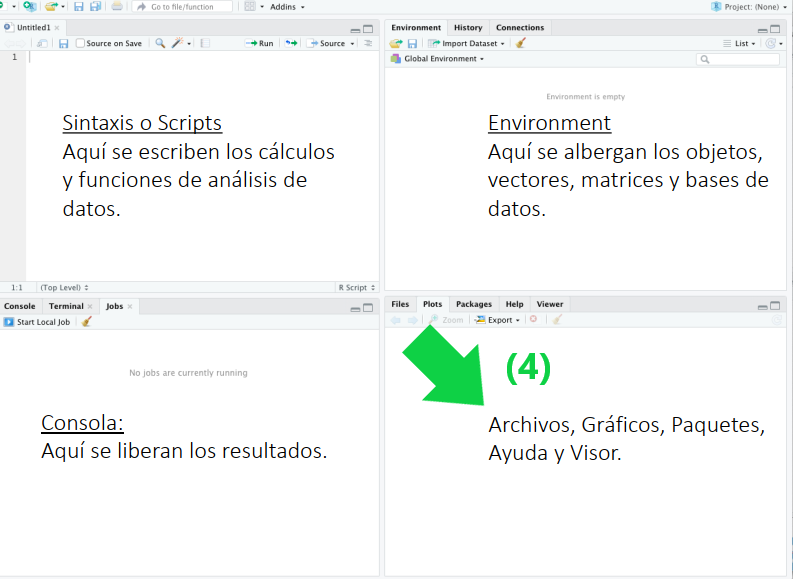 Go to file/function
Addins
Project: (None)
Untitled1
Source on Save
Run
Source
1
Sintaxis o Scripts
Aquí se escriben los cálculos
y funciones de análisis de
datos.
1:1
(Top Level)
R Script
Environment
History
Connections
Import Dataset
List
Global Environment
Environment is empty
Environment
Aquí se albergan los objetos,
vectores, matrices y bases de
datos.
Console
Terminal
Jobs
Start Local Job
No jobs are currently running
Consola:
Aquí se liberan los resultados.
Files
Plots
Packages
Help
Viewer
Zoom
Export
(4)
Archivos, Gráficos, Paquetes,
Ayuda y Visor.